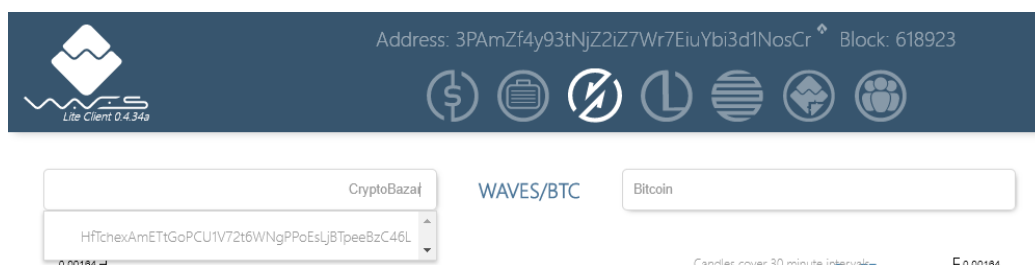 Address: 3PAmZf4y93tNjZ2iZ7Wr7EiuYbi3d1NosCr Block: 618923
WAVES
Lite Client 0.4.34a
CryptoBazar WAVES/BTC Bitcoin
HfTchexAmETtGoPCU1V72t6WNgPPoEsLjBTpeeBzC46L
Candles cover 30 minute intervals